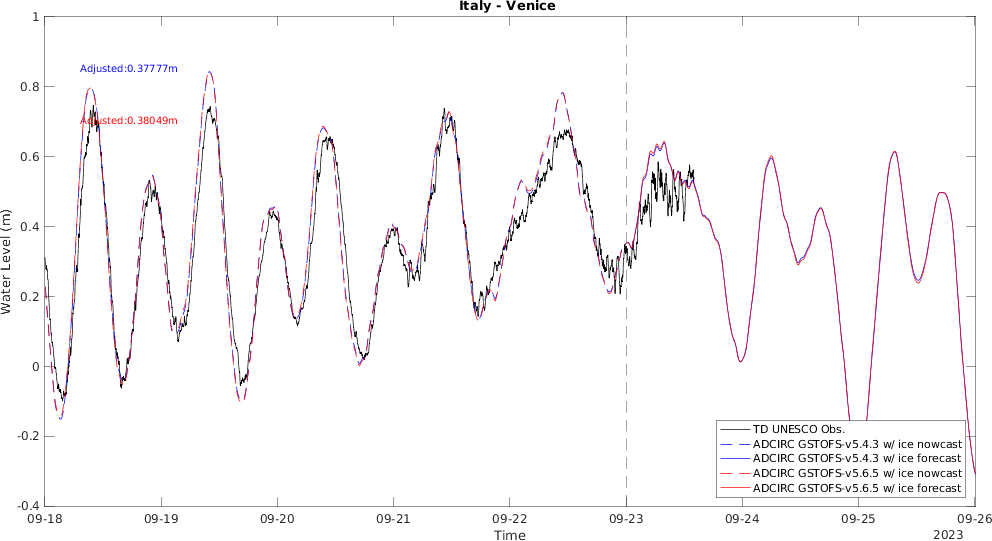 Italy - Venice
1
0.8
0.6
0.4
0.2
0
-0.2
-0.4
Water Level (m)
Adjusted:0.37777m
Adjusted:0.38049m
TD UNESCO Obs.
ADCIRC GSTOFS-v5.4.3 w/ ice nowcast
ADCIRC GSTOFS-v5.4.3 w/ ice forecast
ADCIRC GSTOFS-v5.6.5 w/ ice nowcast
ADCIRC GSTOFS-v5.6.5 w/ ice forecast
09-18 09-19 09-20 09-21 09-22 09-23 09-24 09-25 09-26
Time
2023